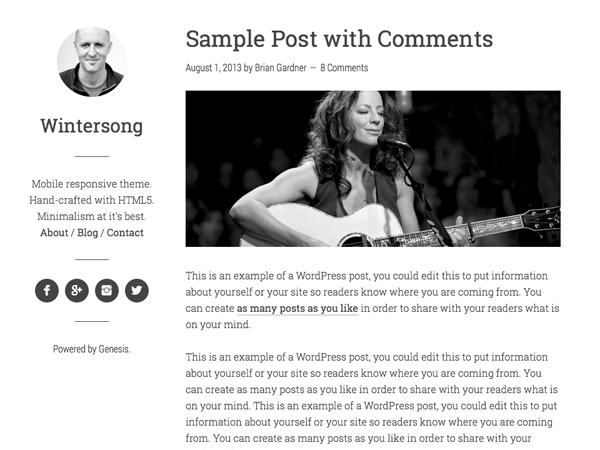 Wintersong
Mobile responsive theme.
Hand-crafted with HTML5.
Minimalism at it's best.
About / Blog / Contact
Powered by Genesis.
Sample Post with Comments
August 1, 2013 by Brian Gardner — 8 Comments
This is an example of a WordPress post, you could edit this to put information
about yourself or your site so readers know where you are coming from. You
can create as many posts as you like in order to share with your readers what is
on your mind.
This is an example of a WordPress post, you could edit this to put information
about yourself or your site so readers know where you are coming from. You
can create as many posts as you like in order to share with your readers what is
on your mind. This is an example of a WordPress post, you could edit this to put
information about yourself or your site so readers know where you are coming
from. You can create as many posts as you like in order to share with your